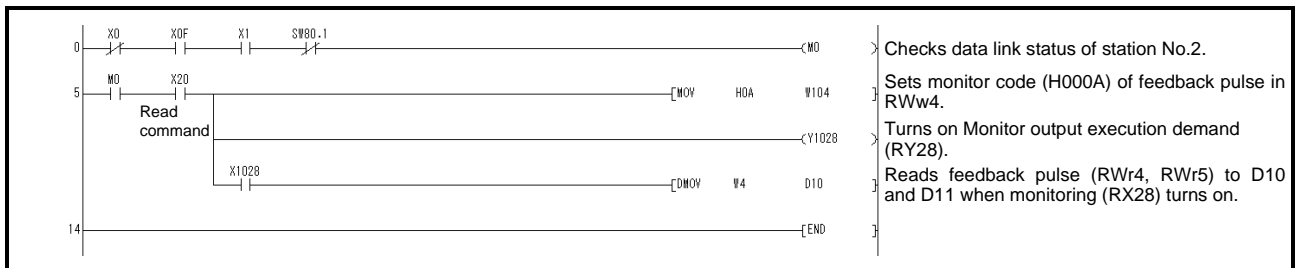 X0 X0F X1 SW80.1
0 (M0 ) Checks data link status of station No.2.
M0 X20
5 [MOV H0A W104 ] Sets monitor code (H000A) of feedback pulse in
RWw4.
Read
command
(Y1028 ) Turns on Monitor output execution demand
(RY28).
X1028
[DMOV W4 D10 ] Reads feedback pulse (RWr4, RWr5) to D10
and D11 when monitoring (RX28) turns on.
14 [END ]